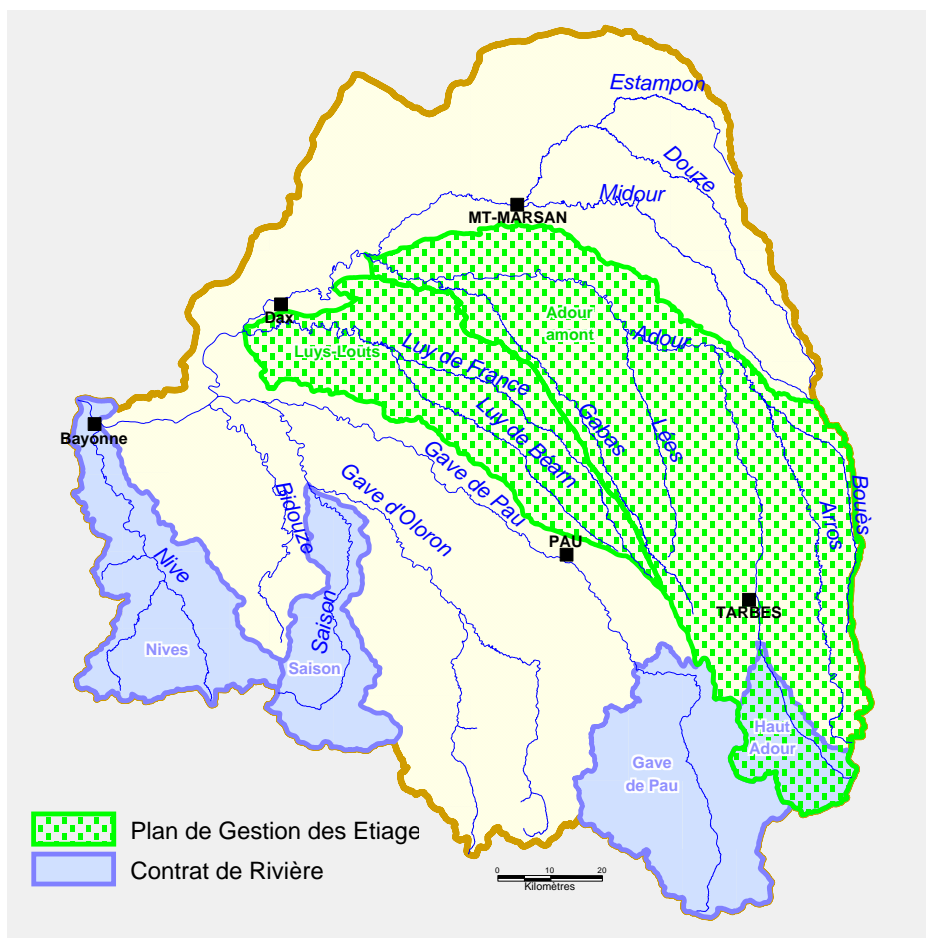 Estampon
Douze
Midour
MT-MARSAN
Adour
amont
Dax
Adour
Luys-Louts
Luy de France
Gabas
Lées
Luy de Béarn
Bayonne
Gave de Pau
Gave d'Oloron
Bidouze
Bouès
Arros
PAU
Nive
TARBES
Saison
Nives
Saison
Haut
Adour
Gave
de Pau
Plan de Gestion des Etiage
Contrat de Rivière
0 10 20
Kilomètres